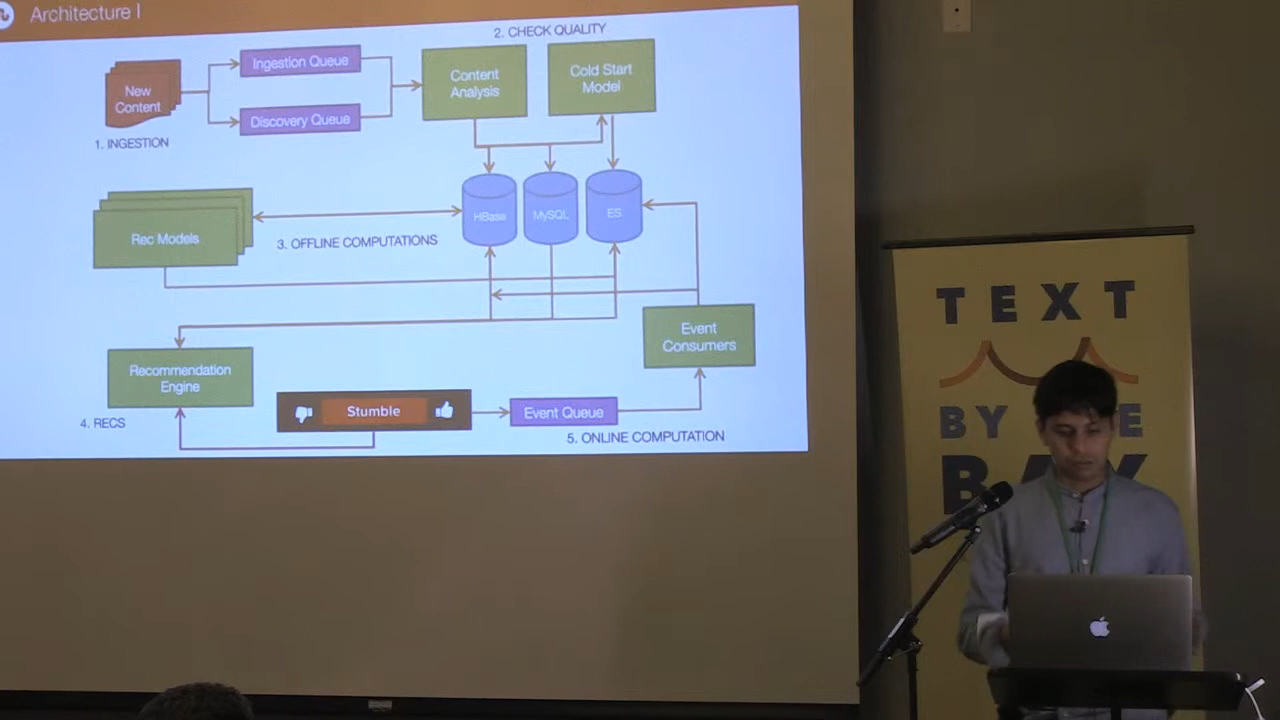 Architecture I
2. CHECK QUALITY
New
Content
Ingestion Queue
Discovery Queue
Content
Analysis
Cold Start
Model
1. INGESTION
HBase
MySQL
ES
Rec Models
3. OFFLINE COMPUTATIONS
Event
Consumers
Recommendation
Engine
Stumble
Event Queue
4. RECS
5. ONLINE COMPUTATION
TEXT
BY
BAY